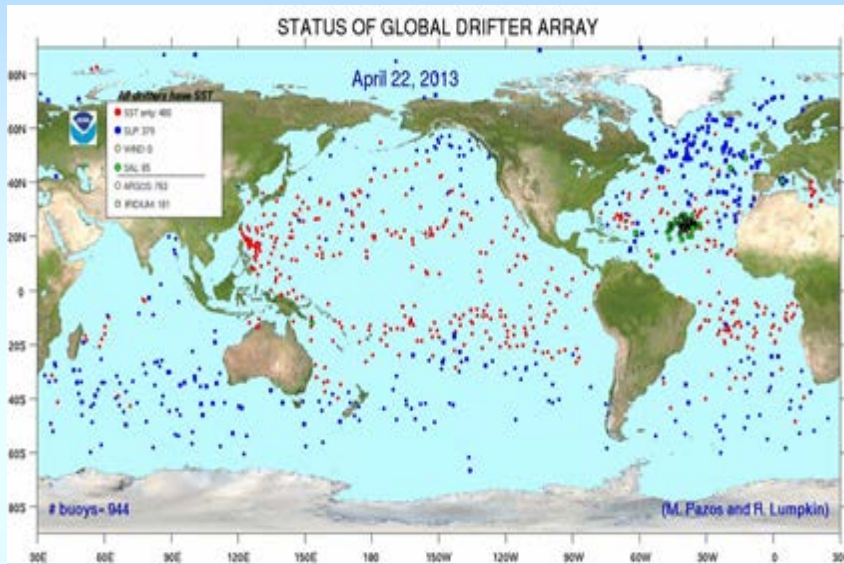 STATUS OF GLOBAL DRIFTER ARRAY
April 22, 2013
All drifters have SST
SST only:
SLP 379
WIND 0
SAL 85
ARGOS 763
IRIDIUM 181
80N
60N
40N
20N
0
20S
40S
60S
80S
# buoys= 944
(M. Pazos and R. Lumpkin)
30E 60E 90E 120E 150E 180 150W 120W 90W 60W 30W 0 30E